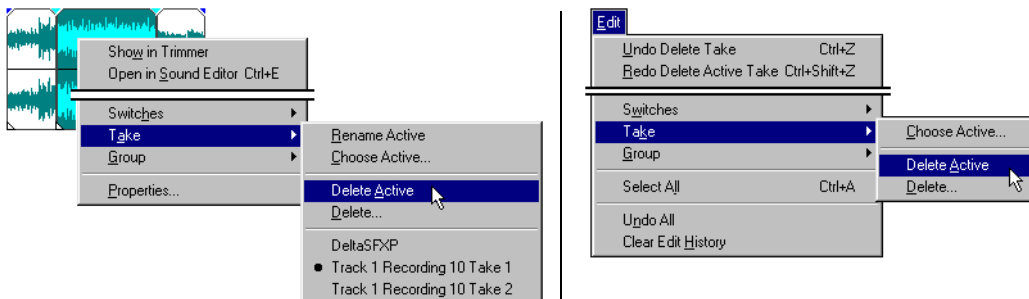 Show in Trimmer
Open in Sound Editor Ctrl+E
Switches
Take
Group
Properties...
Rename Active
Choose Active...
Delete Active
Delete...
DeltaSFXP
Track 1 Recording 10 Take 1
Track 1 Recording 10 Take 2
Edit
Undo Delete Take Ctrl+Z
Redo Delete Active Take Ctrl+Shift+Z
Switches
Take
Group
Select All Ctrl+A
Undo All
Clear Edit History
Choose Active...
Delete Active
Delete...